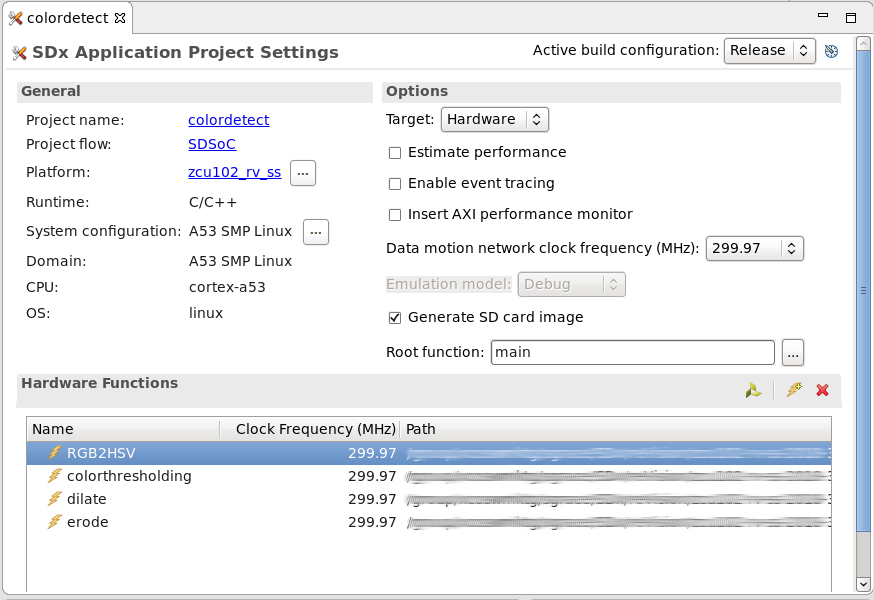 colordetect
SDx Application Project Settings
Active build configuration: Release
General
Project name: colordetect
Project flow: SDSoC
Platform: zcu102_rv_ss ...
Runtime: C/C++
System configuration: A53 SMP Linux ...
Domain: A53 SMP Linux
CPU: cortex-a53
OS: linux
Options
Target: Hardware
Estimate performance
Enable event tracing
Insert AXI performance monitor
Data motion network clock frequency (MHz): 299.97
Emulation model: Debug
Generate SD card image
Root function: main ...
Hardware Functions
Name Clock Frequency (MHz) Path
RGB2HSV 299.97
colorthresholding 299.97
dilate 299.97
erode 299.97